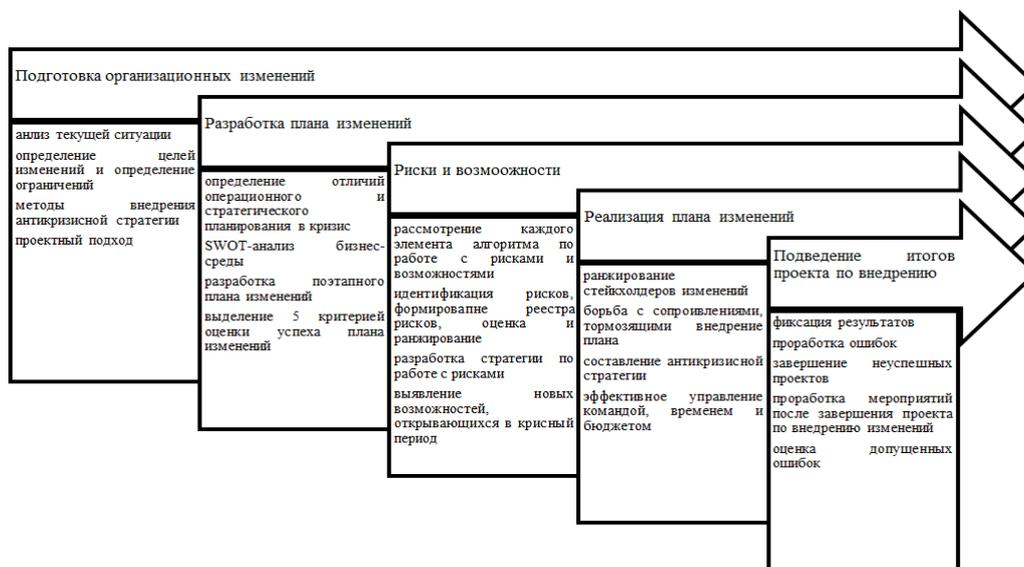 Подготовка организационных изменений
анлиз текущей ситуации
определение целей
изменений и определение
ограничений
методы внедрения
антикризисной стратегии
проектный подход
Разработка плана изменений
определение отличий
операционного и
стратегического
планирования в кризис
SWOT-анализ бизнес-
среды
разработка поэтапного
плана изменений
выделение 5 критерией
оценки успеха плана
изменений
Риски и возмоожности
рассмотрение каждого
элемента алгоритма по
работе с рисками и
возможностями
идентификация рисков,
формировапне реестра
рисков, оценка и
ранжирование
разработка стратегии по
работе с рисками
выявление новых
возможностей,
открывающихся в крисный
период
Реализация плана изменений
ранжирование
стейкхолдеров изменений
борьба с сопроивлениями,
тормозящими внедрение
плана
составление антикризисной
стратегии
эффективное управление
командой, временем и
бюджетом
Подведение итогов
проекта по внедрению
фиксация результатов
проработка ошибок
завершение неуспешных
проектов
проработка мероприятий
после завершения проекта
по внедрению изменений
оценка допущенных
ошибок